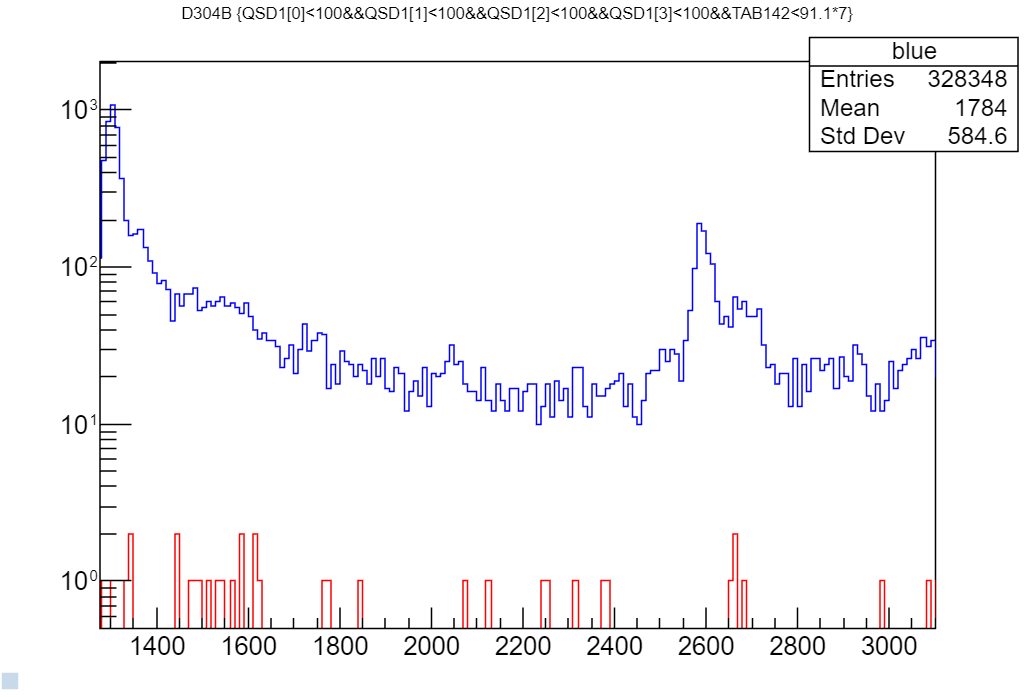 D304B {QSD1[0]<100&&QSD1[1]<100&&QSD1[2]<100&&QSD1[3]<100&&TAB142<91.1*7}
blue
Entries 328348
Mean 1784
Std Dev 584.6
10³
10²
10¹
10⁰
1400 1600 1800 2000 2200 2400 2600 2800 3000